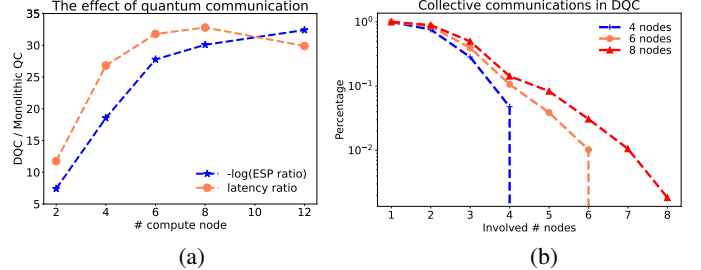 The effect of quantum communication
DQC / Monolithic QC
35
30
25
20
15
10
5
2
4
6
8
10
12
# compute node
-log(ESP ratio)
latency ratio
(a)
Collective communications in DQC
Percentage
10⁰
10⁻¹
10⁻²
1
2
3
4
5
6
7
8
Involved # nodes
4 nodes
6 nodes
8 nodes
(b)